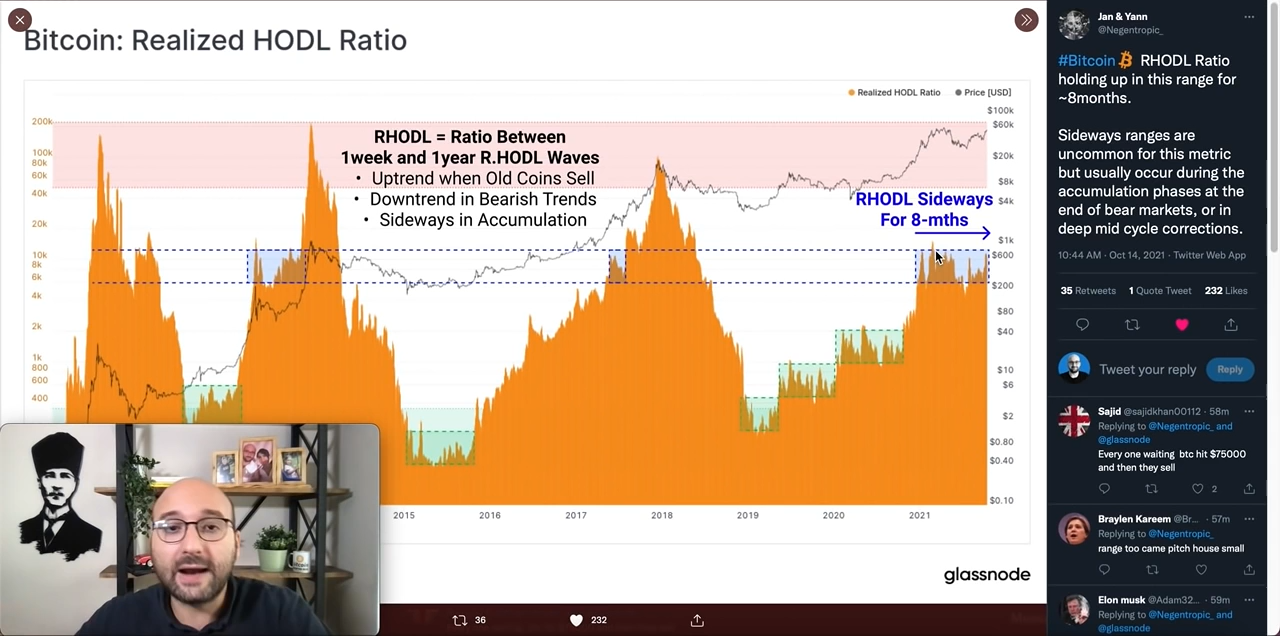 Bitcoin: Realized HODL Ratio
Realized HODL Ratio
Price [USD]
200k
100k
80k
60k
40k
20k
10k
8k
6k
4k
2k
1k
800
600
400
RHODL = Ratio Between
1week and 1year R.HODL Waves
• Uptrend when Old Coins Sell
• Downtrend in Bearish Trends
• Sideways in Accumulation
RHODL Sideways
For 8-mths
$100k
$60k
$20k
$8k
$4k
$1k
$600
$200
$80
$40
$10
$6
$2
$0.80
$0.40
$0.10
2015
2016
2017
2018
2019
2020
2021
glassnode
36
232
Jan & Yann
@Negentropic_
#Bitcoin RHODL Ratio
holding up in this range for
~8months.
Sideways ranges are
uncommon for this metric
but usually occur during the
accumulation phases at the
end of bear markets, or in
deep mid cycle corrections.
10:44 AM · Oct 14, 2021 · Twitter Web App
35 Retweets 1 Quote Tweet 232 Likes
Tweet your reply
Reply
Sajid @sajidkhan00112 · 58m
Replying to @Negentropic_ and
@glassnode
Every one waiting btc hit $75000
and then they sell
2
Braylen Kareem @Br... · 57m
Replying to @Negentropic_
range too came pitch house small
Elon musk @Adam32... · 59m
Replying to @Negentropic_ and
@glassnode